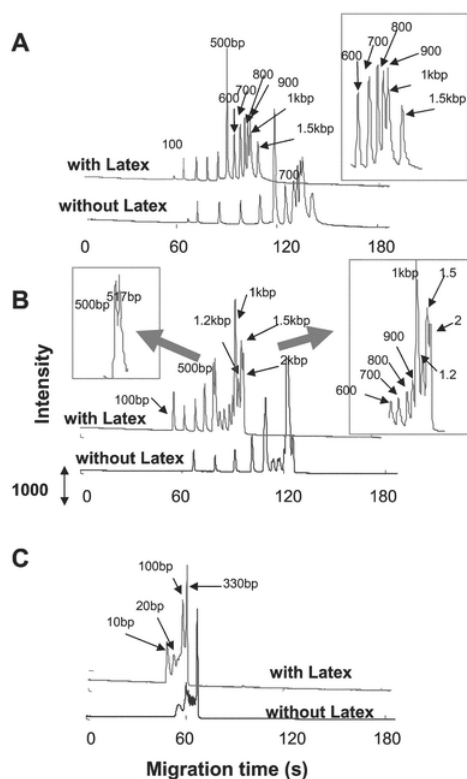 A
500bp
600
700
800
900
1kbp
1.5kbp
100
with Latex
700
without Latex
600
700
800
900
1kbp
1.5kbp
0 60 120 180
B
500bp
517bp
1kbp
1.2kbp
1.5kbp
2kbp
500bp
100bp
with Latex
without Latex
1kbp
1.5
2
900
800
700
600
1.2
0 60 120 180
Intensity
1000
C
100bp
330bp
20bp
10bp
with Latex
without Latex
0 60 120 180
Migration time (s)